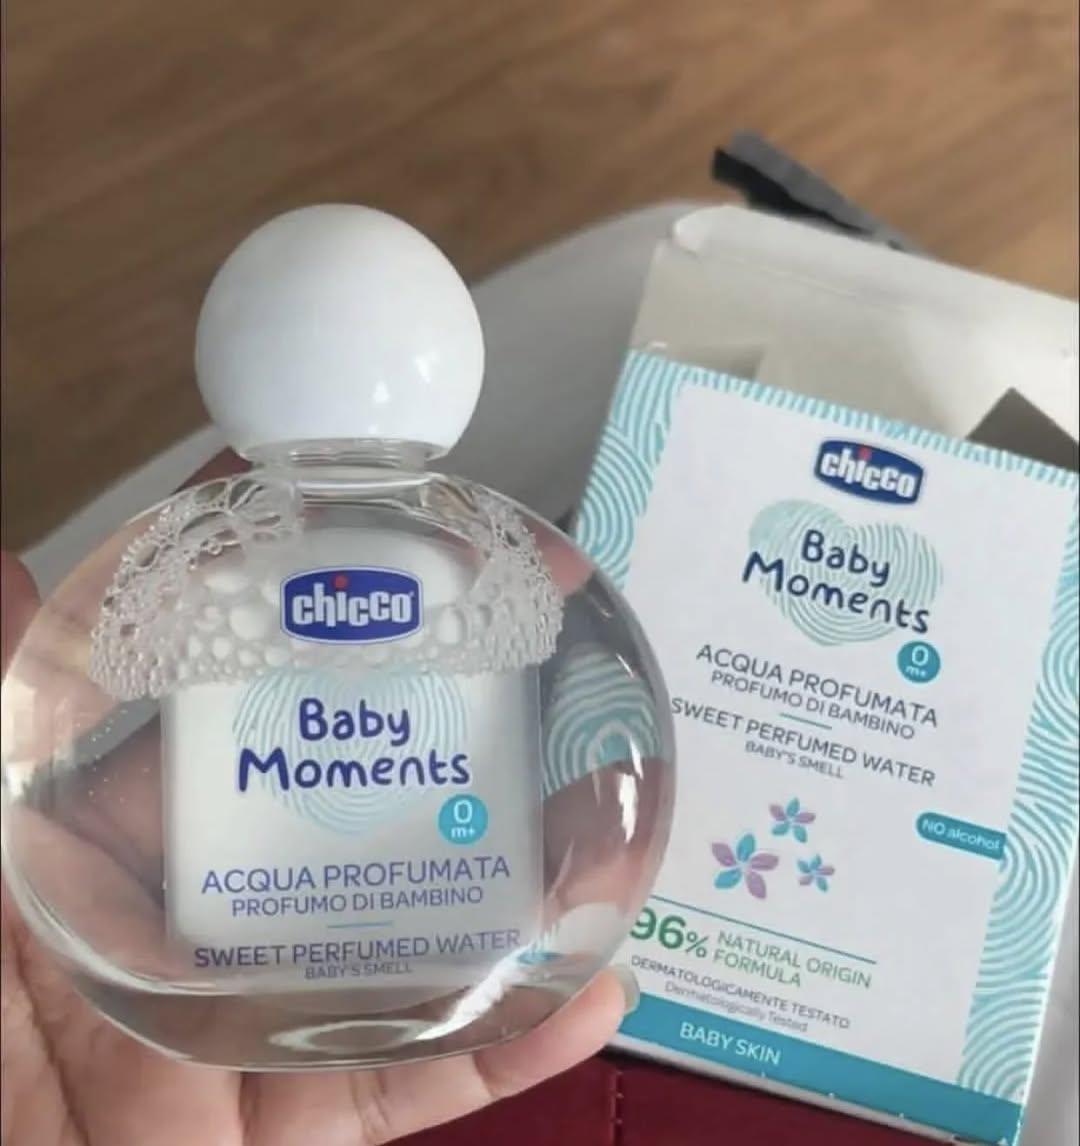 chicco
Baby
Moments
0
m+
ACQUA PROFUMATA
PROFUMO DI BAMBINO
SWEET PERFUMED WATER
BABY'S SMELL
chicco
Baby
Moments
0
m+
ACQUA PROFUMATA
PROFUMO DI BAMBINO
SWEET PERFUMED WATER
BABY'S SMELL
NO alcohol
96% NATURAL ORIGIN
FORMULA
DERMATOLOGICAMENTE TESTATO
Dermatologically Tested
BABY SKIN